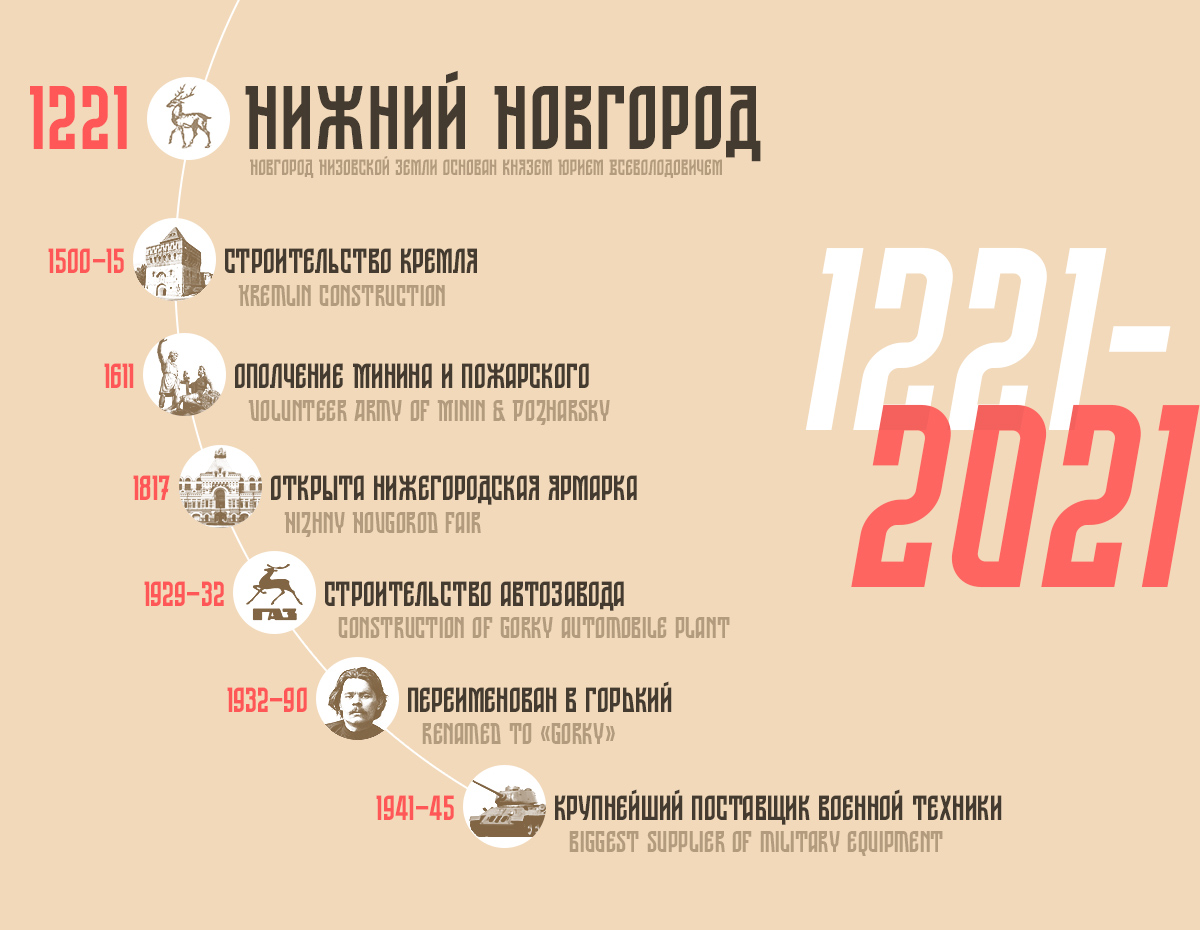 1221
НИЖНИЙ НОВГОРОД
НОВГОРОД НИЗОВСКОЙ ЗЕМЛИ ОСНОВАН КНЯЗЕМ ЮРИЕМ ВСЕВОЛОДОВИЧЕМ
1500–15
СТРОИТЕЛЬСТВО КРЕМЛЯ
KREMLIN CONSTRUCTION
1611
ОПОЛЧЕНИЕ МИНИНА И ПОЖАРСКОГО
VOLUNTEER ARMY OF MININ & POZHARSKY
1817
ОТКРЫТА НИЖЕГОРОДСКАЯ ЯРМАРКА
NIZHNY NOVGOROD FAIR
1929–32
ГАЗ
СТРОИТЕЛЬСТВО АВТОЗАВОДА
CONSTRUCTION OF GORKY AUTOMOBILE PLANT
1932–90
ПЕРЕИМЕНОВАН В ГОРЬКИЙ
RENAMED TO «GORKY»
1941–45
КРУПНЕЙШИЙ ПОСТАВЩИК ВОЕННОЙ ТЕХНИКИ
BIGGEST SUPPLIER OF MILITARY EQUIPMENT
1221-
2021